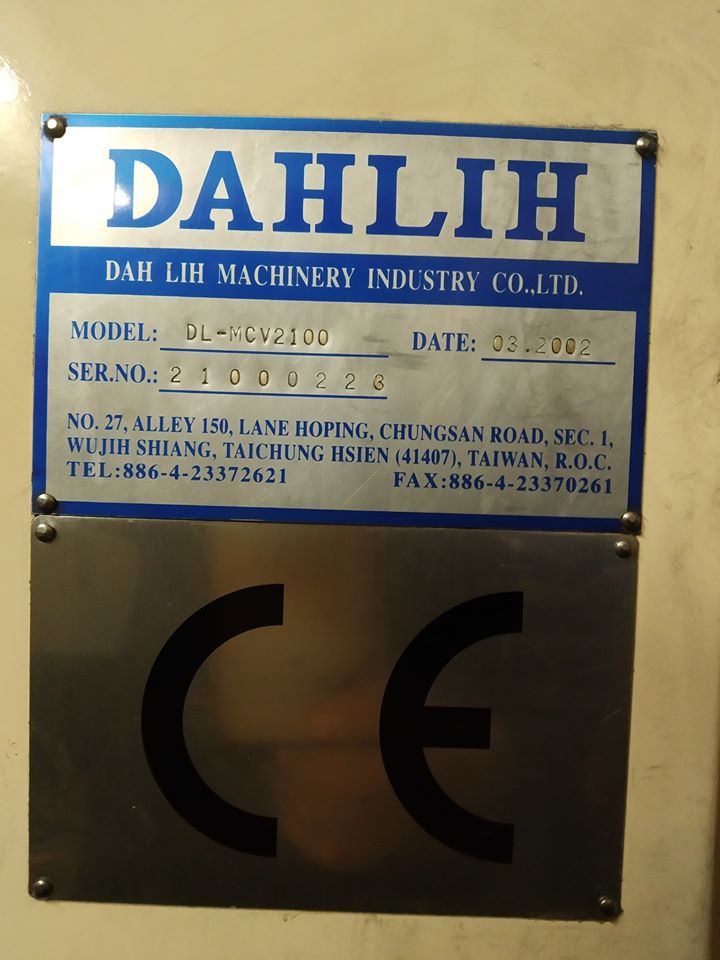 DAHLIH
DAH LIH MACHINERY INDUSTRY CO.,LTD.
MODEL: DL-MCV2100 DATE: 03.2002
SER.NO.: 21000223
NO. 27, ALLEY 150, LANE HOPING, CHUNGSAN ROAD, SEC. 1,
WUJIH SHIANG, TAICHUNG HSIEN (41407), TAIWAN, R.O.C.
TEL:886-4-23372621 FAX:886-4-23370261
CE